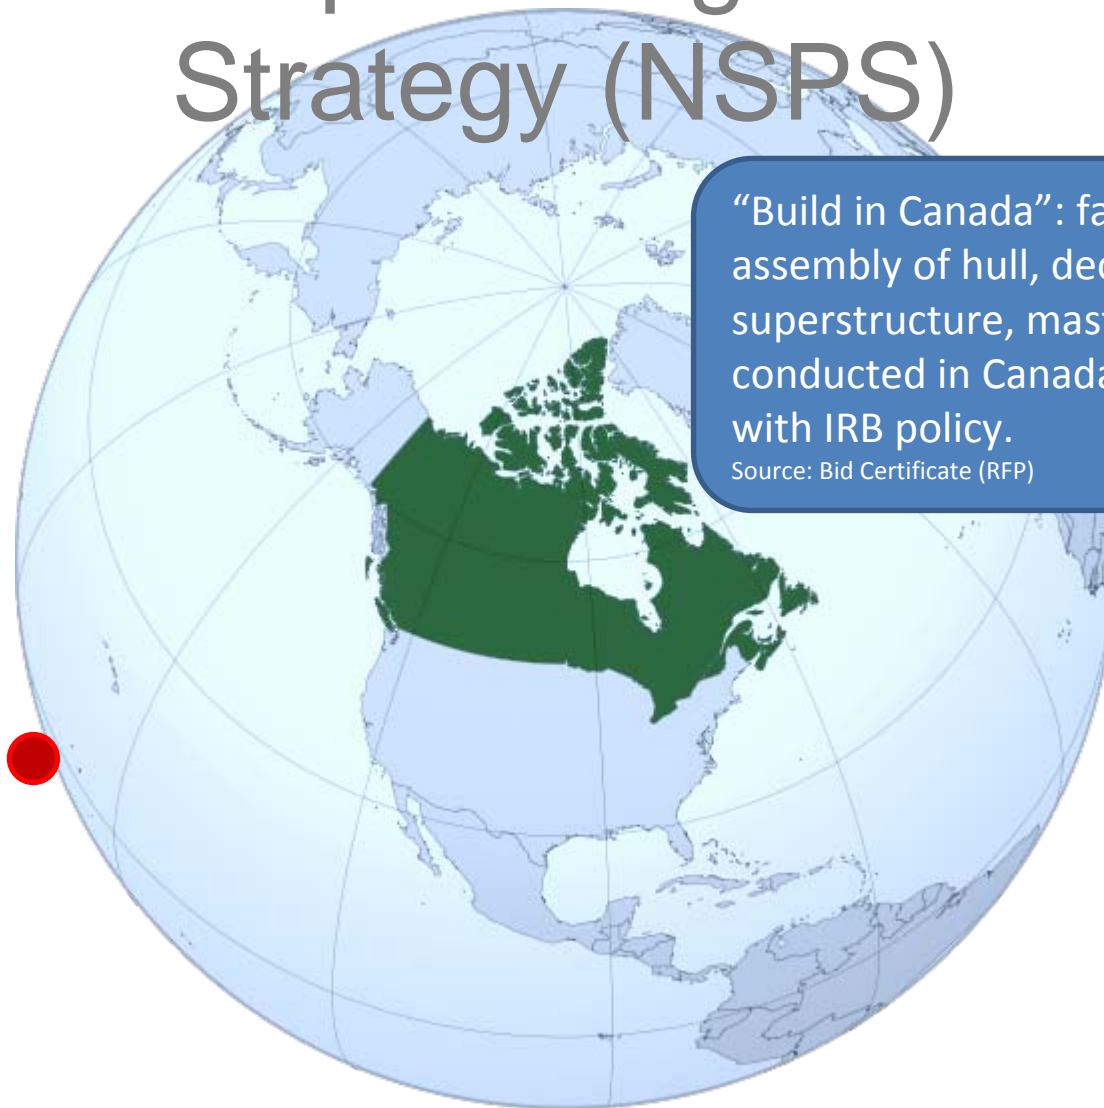 Strategy (NSPS)
“Build in Canada”: fa
assembly of hull, dec
superstructure, mas
conducted in Canada
with IRB policy.
Source: Bid Certificate (RFP)